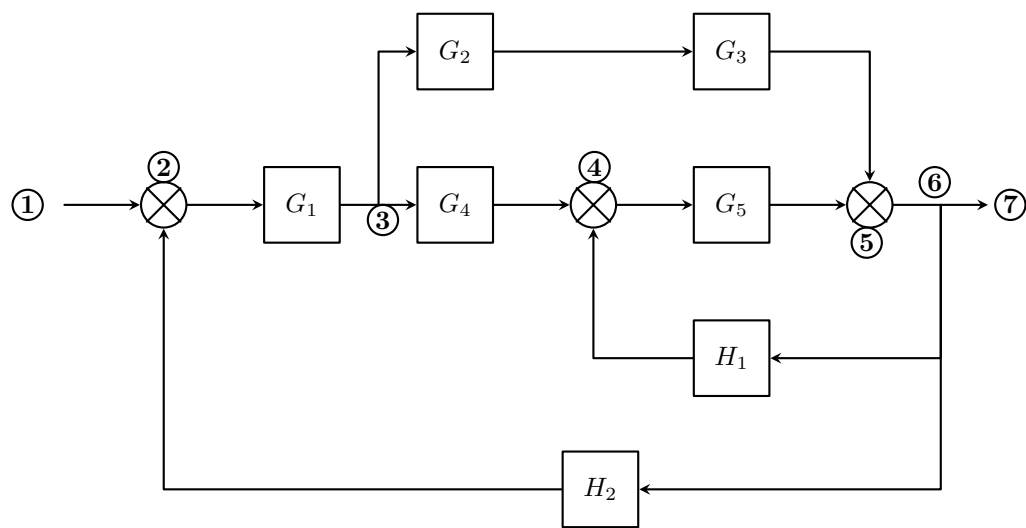 G₂
G₃
②
④
⑥
①
G₁
G₄
G₅
⑦
③
⑤
H₁
H₂